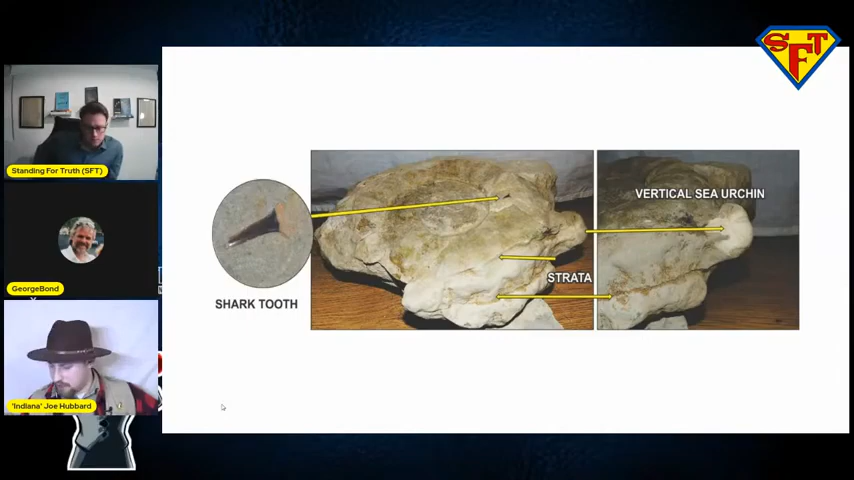 SFT
Standing For Truth (SFT)
GeorgeBond
'Indiana' Joe Hubbard
VERTICAL SEA URCHIN
STRATA
SHARK TOOTH